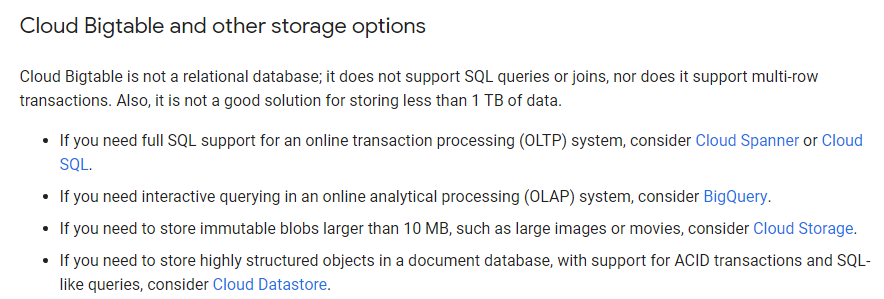 Cloud Bigtable and other storage options
Cloud Bigtable is not a relational database; it does not support SQL queries or joins, nor does it support multi-row
transactions. Also, it is not a good solution for storing less than 1 TB of data.
• If you need full SQL support for an online transaction processing (OLTP) system, consider Cloud Spanner or Cloud
SQL.
• If you need interactive querying in an online analytical processing (OLAP) system, consider BigQuery.
• If you need to store immutable blobs larger than 10 MB, such as large images or movies, consider Cloud Storage.
• If you need to store highly structured objects in a document database, with support for ACID transactions and SQL-
like queries, consider Cloud Datastore.